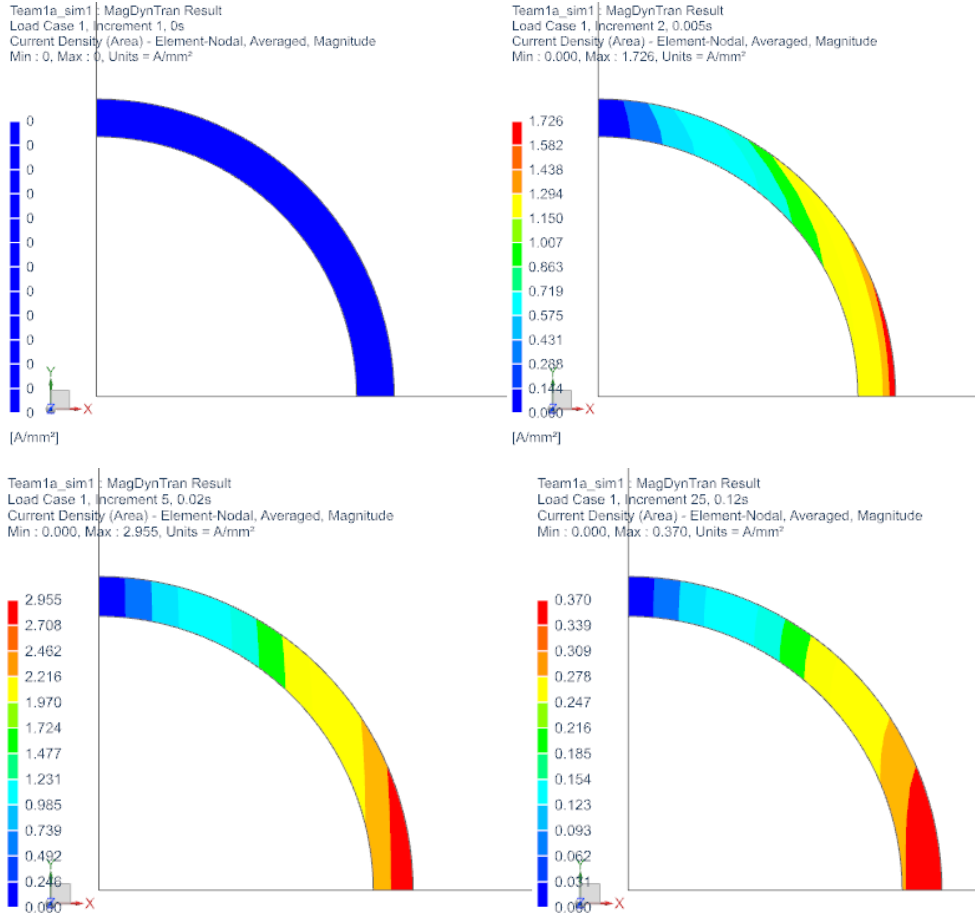 Team1a_sim1 : MagDynTran Result
Load Case 1, Increment 1, 0s
Current Density (Area) - Element-Nodal, Averaged, Magnitude
Min : 0, Max : 0, Units = A/mm²
0
0
0
0
0
0
0
0
0
0
0
0
0
Y
Z
X
[A/mm²]
Team1a_sim1 : MagDynTran Result
Load Case 1, Increment 2, 0.005s
Current Density (Area) - Element-Nodal, Averaged, Magnitude
Min : 0.000, Max : 1.726, Units = A/mm²
1.726
1.582
1.438
1.294
1.150
1.007
0.863
0.719
0.575
0.431
0.288
0.144
0.000
Y
Z
X
[A/mm²]
Team1a_sim1 : MagDynTran Result
Load Case 1, Increment 5, 0.02s
Current Density (Area) - Element-Nodal, Averaged, Magnitude
Min : 0.000, Max : 2.955, Units = A/mm²
2.955
2.708
2.462
2.216
1.970
1.724
1.477
1.231
0.985
0.739
0.492
0.246
0.000
Y
Z
X
Team1a_sim1 : MagDynTran Result
Load Case 1, Increment 25, 0.12s
Current Density (Area) - Element-Nodal, Averaged, Magnitude
Min : 0.000, Max : 0.370, Units = A/mm²
0.370
0.339
0.309
0.278
0.247
0.216
0.185
0.154
0.123
0.093
0.062
0.031
0.000
Y
Z
X